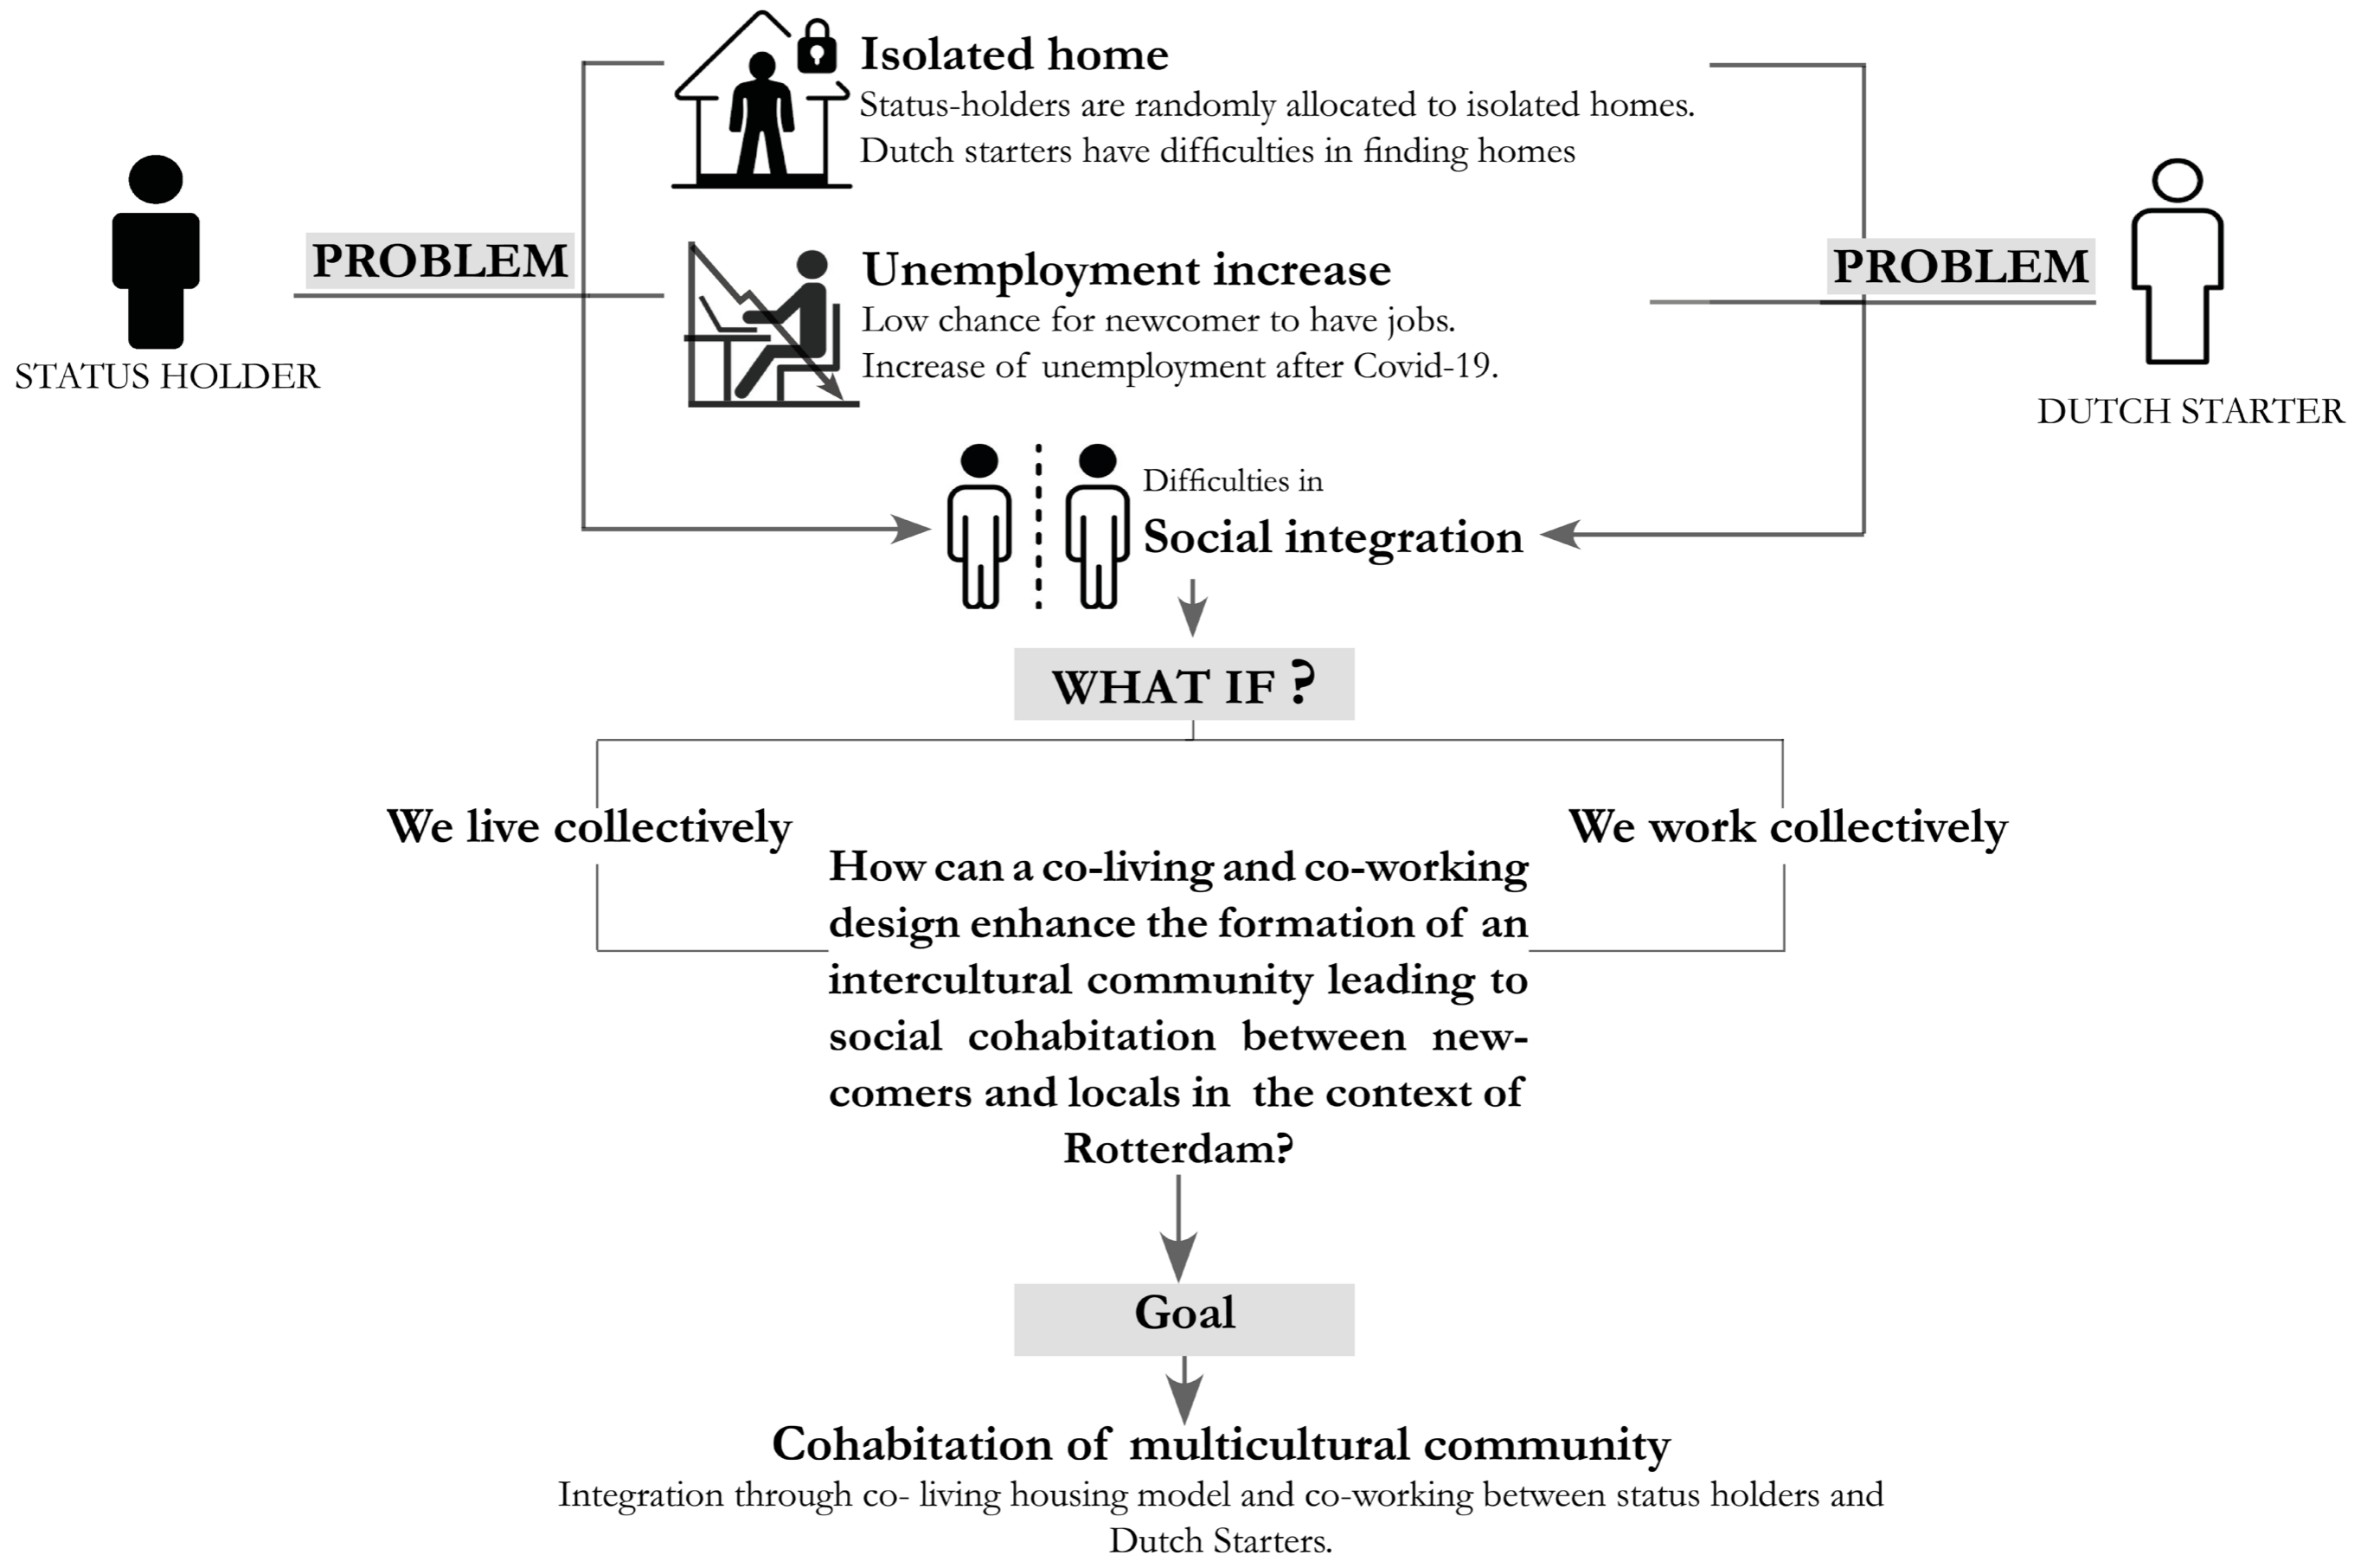 Isolated home
Status-holders are randomly allocated to isolated homes.
Dutch starters have difficulties in finding homes
PROBLEM
STATUS HOLDER
Unemployment increase
Low chance for newcomer to have jobs.
Increase of unemployment after Covid-19.
PROBLEM
DUTCH STARTER
Difficulties in
Social integration
WHAT IF ?
We live collectively
We work collectively
How can a co-living and co-working
design enhance the formation of an
intercultural community leading to
social cohabitation between new-
comers and locals in the context of
Rotterdam?
Goal
Cohabitation of multicultural community
Integration through co- living housing model and co-working between status holders and
Dutch Starters.